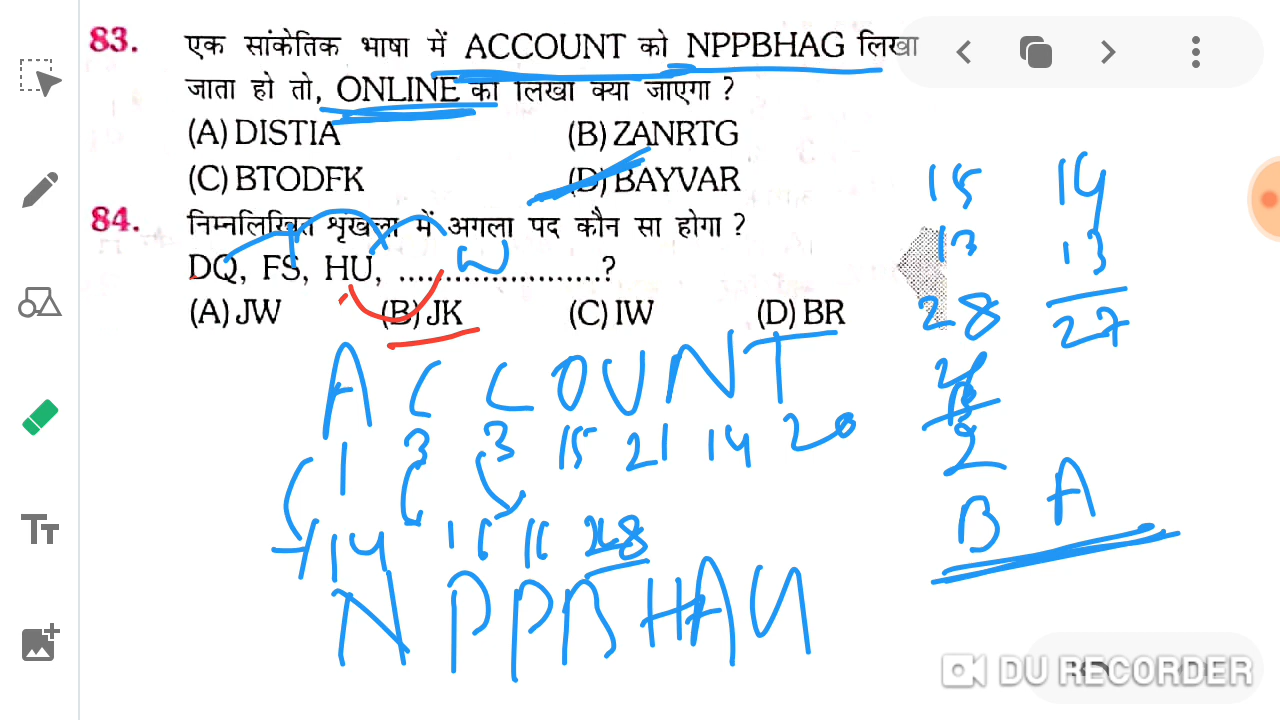 83. एक सांकेतिक भाषा में ACCOUNT को NPPBHAG लिखा
जाता हो तो, ONLINE को लिखा क्या जाएगा ?
(A) DISTIA (B) ZANRTG
(C) BTODFK (D) BAYVAR
84. निम्नलिखित श्रृंखला में अगला पद कौन सा होगा ?
DQ, FS, HU, ........................? W
(A) JW (B) JK (C) IW (D) BR
15 14
13 13
28 27
2
B A
A C C O U N T
1 3 3 15 21 14 20
14 16 16 28
N P P B H A G
DU RECORDER
Tт